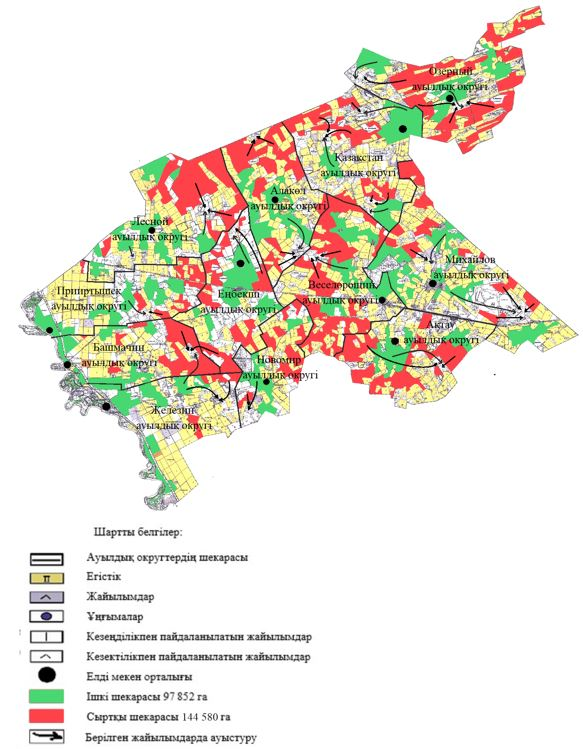 Озерный
ауылдық округі
Қазақстан
ауылдық округі
Алакөл
ауылдық округі
Лесной
ауылдық округі
Михайлов
ауылдық округі
Прииртышск
ауылдық округі
Еңбекші
ауылдық округі
Веселорощин
ауылдық округі
Ақтау
ауылдық округі
Башмачин
ауылдық округі
Новомир
ауылдық округі
Железин
ауылдық округі
Шартты белгілер:
Ауылдық округтердің шекарасы
Егістік
Жайылымдар
Ұңғымалар
Кезеңділікпен пайдаланылатын жайылымдар
Кезектілікпен пайдаланылатын жайылымдар
Елді мекен орталығы
Ішкі шекарасы 97 852 га
Сыртқы шекарасы 144 580 га
Берілген жайылымдарда ауыстыру